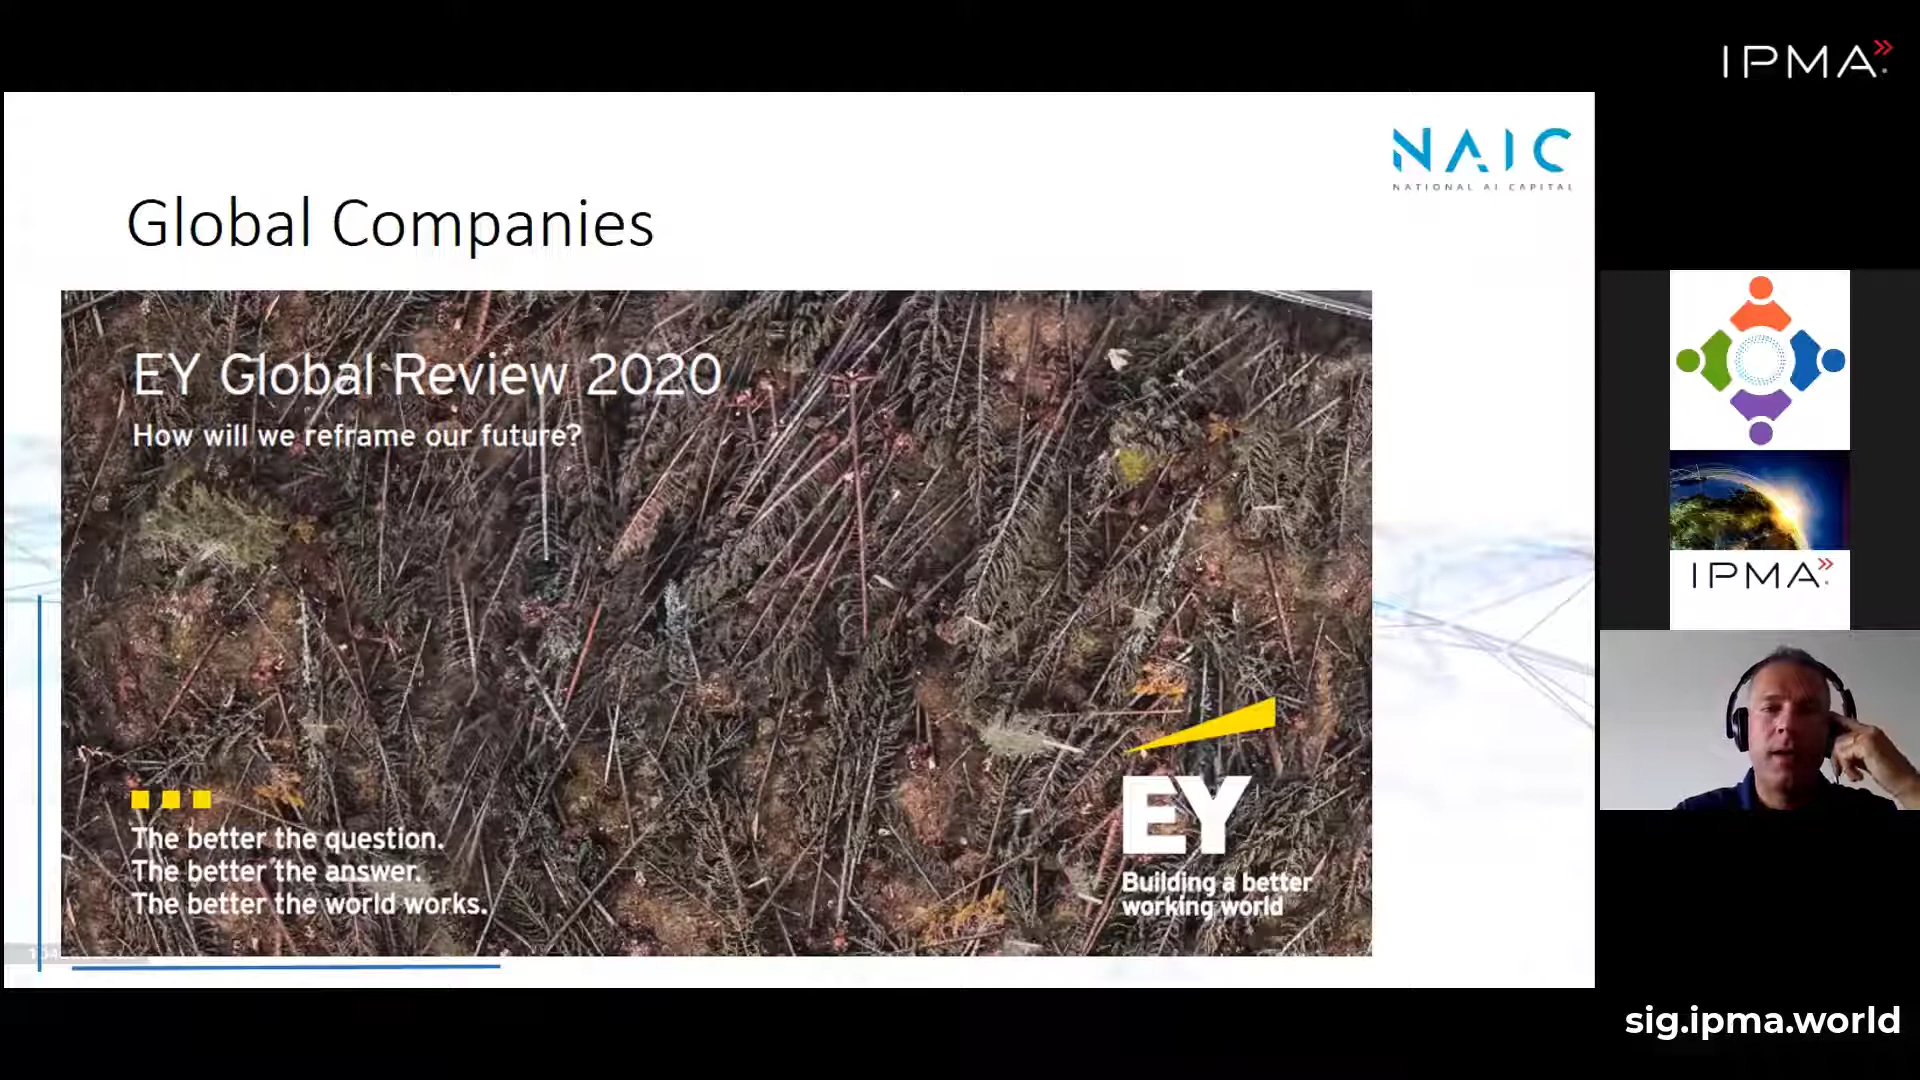 IPMA
NAIC
NATIONAL AI CAPITAL
Global Companies
EY Global Review 2020
How will we reframe our future?
The better the question.
The better the answer.
The better the world works.
EY
Building a better
working world
IPMA
sig.ipma.world